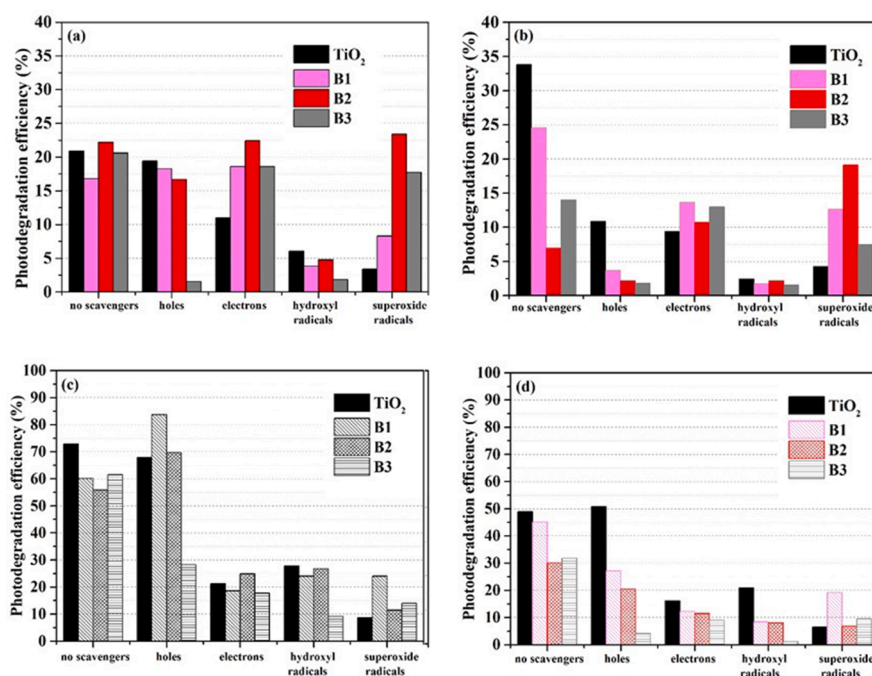 (a)
TiO2
B1
B2
B3
Photodegradation efficiency (%)
40
35
30
25
20
15
10
5
0
no scavengers holes electrons hydroxyl radicals superoxide radicals
(b)
TiO2
B1
B2
B3
Photodegradation efficiency (%)
40
35
30
25
20
15
10
5
0
no scavengers holes electrons hydroxyl radicals superoxide radicals
(c)
TiO2
B1
B2
B3
Photodegradation efficiency (%)
100
90
80
70
60
50
40
30
20
10
0
no scavengers holes electrons hydroxyl radicals superoxide radicals
(d)
TiO2
B1
B2
B3
Photodegradation efficiency (%)
100
90
80
70
60
50
40
30
20
10
0
no scavengers holes electrons hydroxyl radicals superoxide radicals